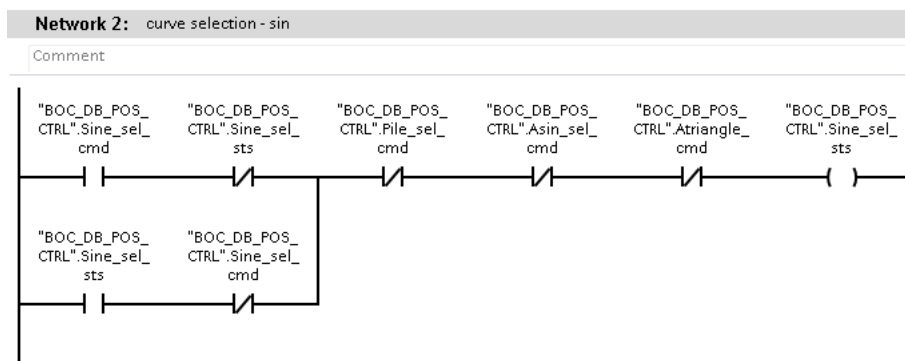 Network 2: curve selection - sin
Comment
"BOC_DB_POS_
CTRL".Sine_sel_
cmd
"BOC_DB_POS_
CTRL".Sine_sel_
sts
"BOC_DB_POS_
CTRL".Pile_sel_
cmd
"BOC_DB_POS_
CTRL".Asin_sel_
cmd
"BOC_DB_POS_
CTRL".Atriangle_
cmd
"BOC_DB_POS_
CTRL".Sine_sel_
sts
"BOC_DB_POS_
CTRL".Sine_sel_
sts
"BOC_DB_POS_
CTRL".Sine_sel_
cmd